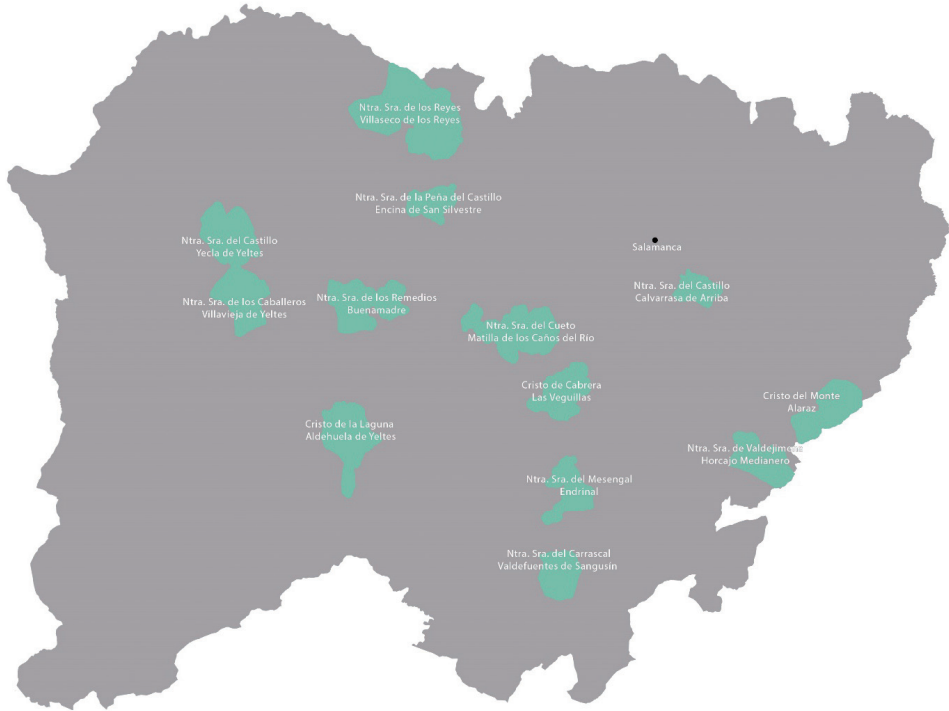 Ntra. Sra. de los Reyes
Villaseco de los Reyes
Ntra. Sra. de la Peña del Castillo
Encina de San Silvestre
Ntra. Sra. del Castillo
Yecla de Yeltes
Salamanca
Ntra. Sra. del Castillo
Calvarrasa de Arriba
Ntra. Sra. de los Caballeros
Villavieja de Yeltes
Ntra. Sra. de los Remedios
Buenamadre
Ntra. Sra. del Cueto
Matilla de los Caños del Río
Cristo de Cabrera
Las Veguillas
Cristo del Monte
Alaraz
Cristo de la Laguna
Aldehuela de Yeltes
Ntra. Sra. de Valdejimena
Horcajo Medianero
Ntra. Sra. del Mesengal
Endrinal
Ntra. Sra. del Carrascal
Valdefuentes de Sangusín